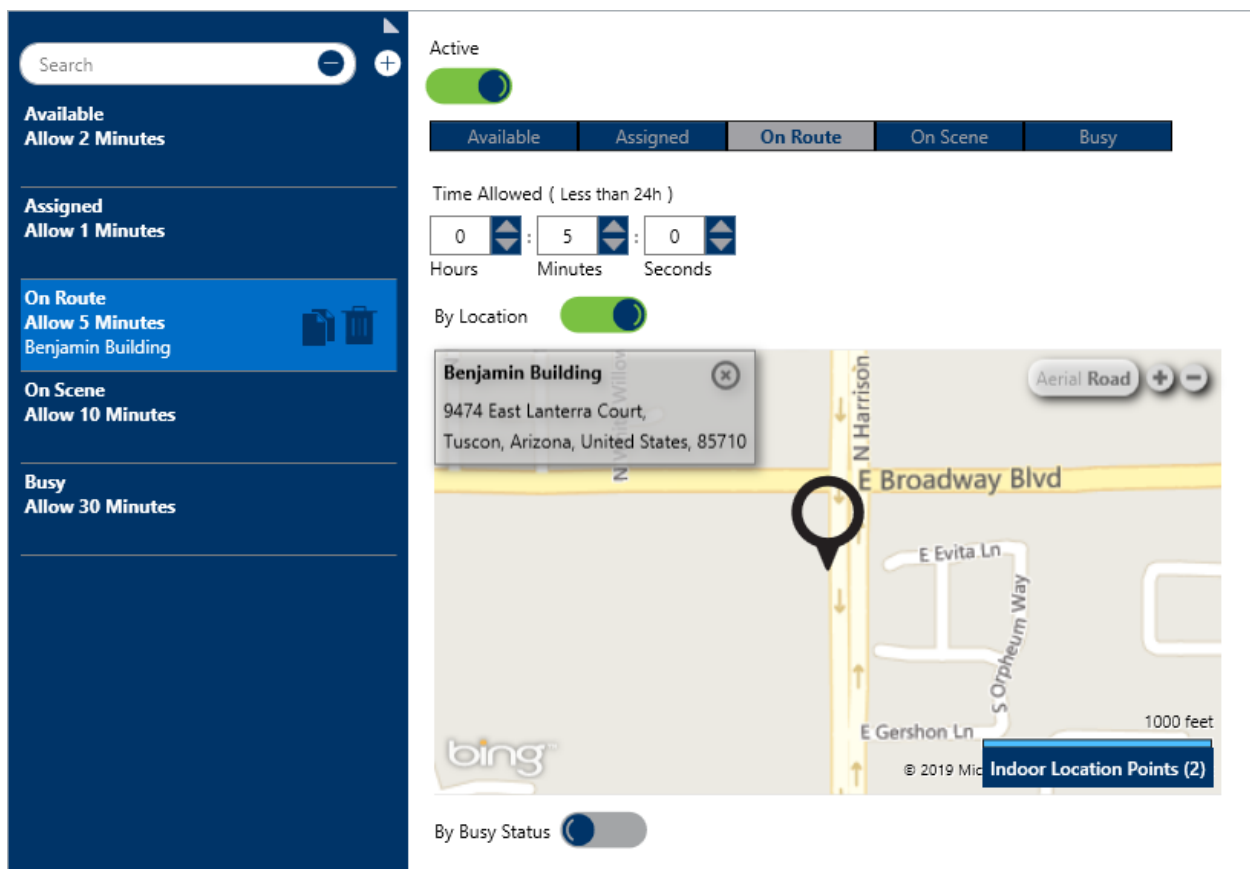 Search
Available
Allow 2 Minutes
Assigned
Allow 1 Minutes
On Route
Allow 5 Minutes
Benjamin Building
On Scene
Allow 10 Minutes
Busy
Allow 30 Minutes
Active
Available Assigned On Route On Scene Busy
Time Allowed ( Less than 24h )
0 : 5 : 0
Hours Minutes Seconds
By Location
Benjamin Building
9474 East Lanterra Court,
Tuscon, Arizona, United States, 85710
Aerial Road
N Harrison
E Broadway Blvd
E Evita Ln
S Orpheum Way
E Gershon Ln
1000 feet
bing
© 2019 Mic
Indoor Location Points (2)
By Busy Status